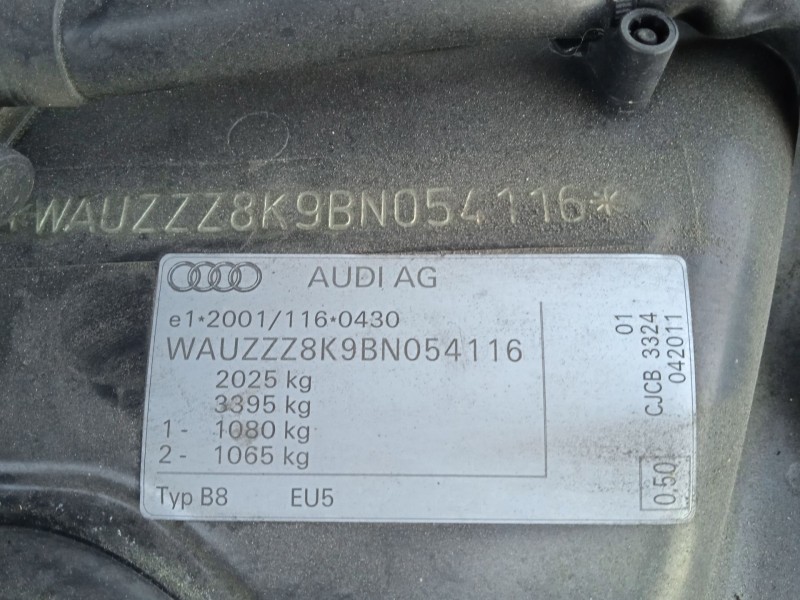 *WAUZZZ8K9BN054116*
AUDI AG
e1*2001/116*0430
WAUZZZ8K9BN054116
2025 kg
3395 kg
1- 1080 kg
2- 1065 kg
Typ B8 EU5
01
CJCB 3324
042011
0,50